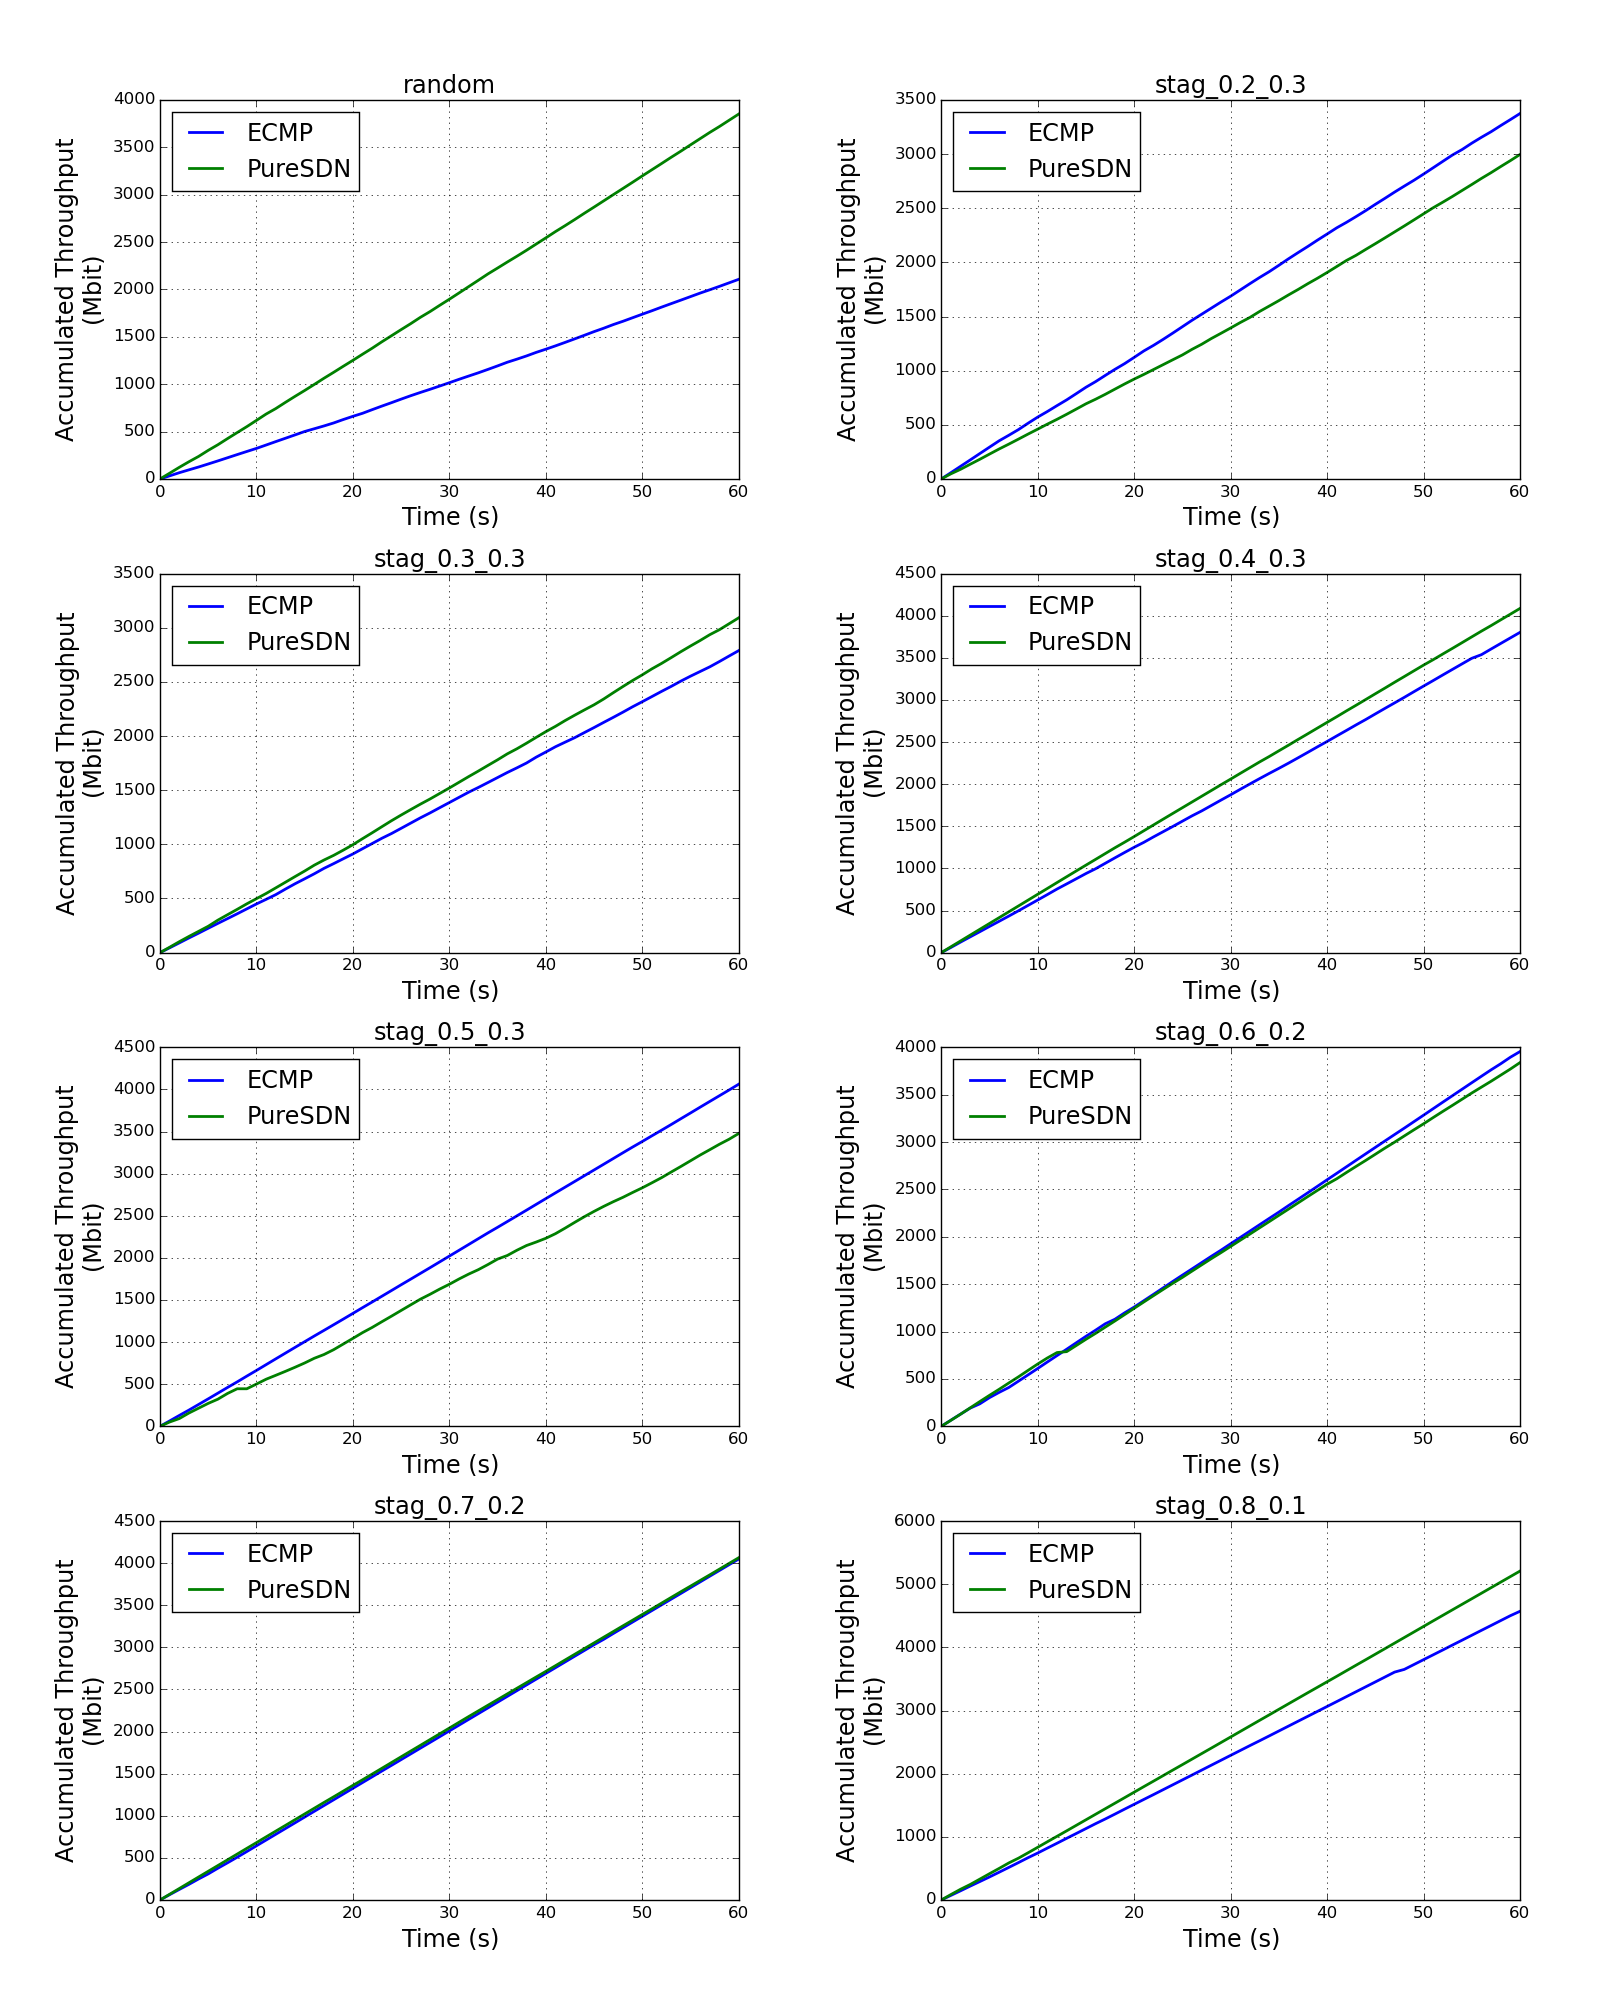 random
4000
3500
3000
2500
2000
1500
1000
500
0
Accumulated Throughput
(Mbit)
ECMP
PureSDN
0 10 20 30 40 50 60
Time (s)
stag_0.2_0.3
3500
3000
2500
2000
1500
1000
500
0
Accumulated Throughput
(Mbit)
ECMP
PureSDN
0 10 20 30 40 50 60
Time (s)
stag_0.3_0.3
3500
3000
2500
2000
1500
1000
500
0
Accumulated Throughput
(Mbit)
ECMP
PureSDN
0 10 20 30 40 50 60
Time (s)
stag_0.4_0.3
4500
4000
3500
3000
2500
2000
1500
1000
500
0
Accumulated Throughput
(Mbit)
ECMP
PureSDN
0 10 20 30 40 50 60
Time (s)
stag_0.5_0.3
4500
4000
3500
3000
2500
2000
1500
1000
500
0
Accumulated Throughput
(Mbit)
ECMP
PureSDN
0 10 20 30 40 50 60
Time (s)
stag_0.6_0.2
4000
3500
3000
2500
2000
1500
1000
500
0
Accumulated Throughput
(Mbit)
ECMP
PureSDN
0 10 20 30 40 50 60
Time (s)
stag_0.7_0.2
4500
4000
3500
3000
2500
2000
1500
1000
500
0
Accumulated Throughput
(Mbit)
ECMP
PureSDN
0 10 20 30 40 50 60
Time (s)
stag_0.8_0.1
6000
5000
4000
3000
2000
1000
0
Accumulated Throughput
(Mbit)
ECMP
PureSDN
0 10 20 30 40 50 60
Time (s)